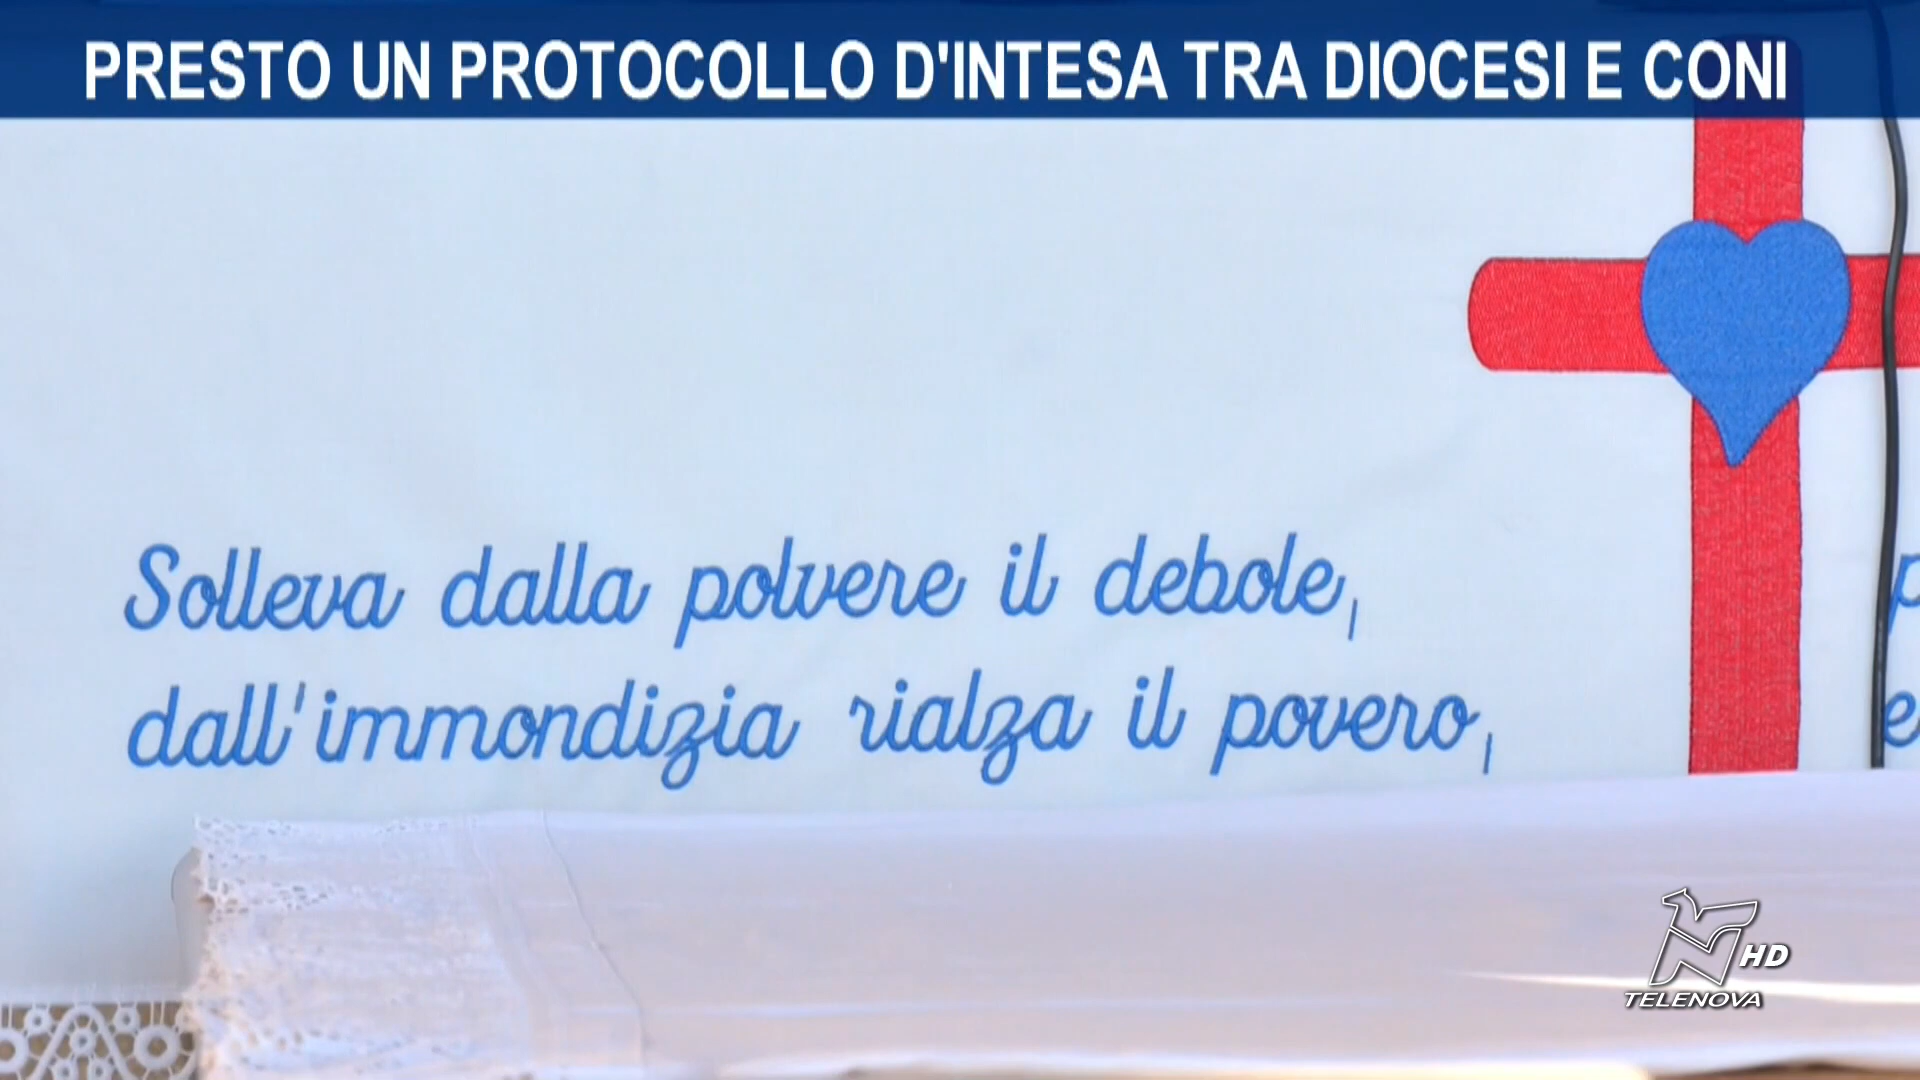 PRESTO UN PROTOCOLLO D'INTESA TRA DIOCESI E CONI
Solleva dalla polvere il debole,
dall'immondizia rialza il povero,
HD
TELENOVA